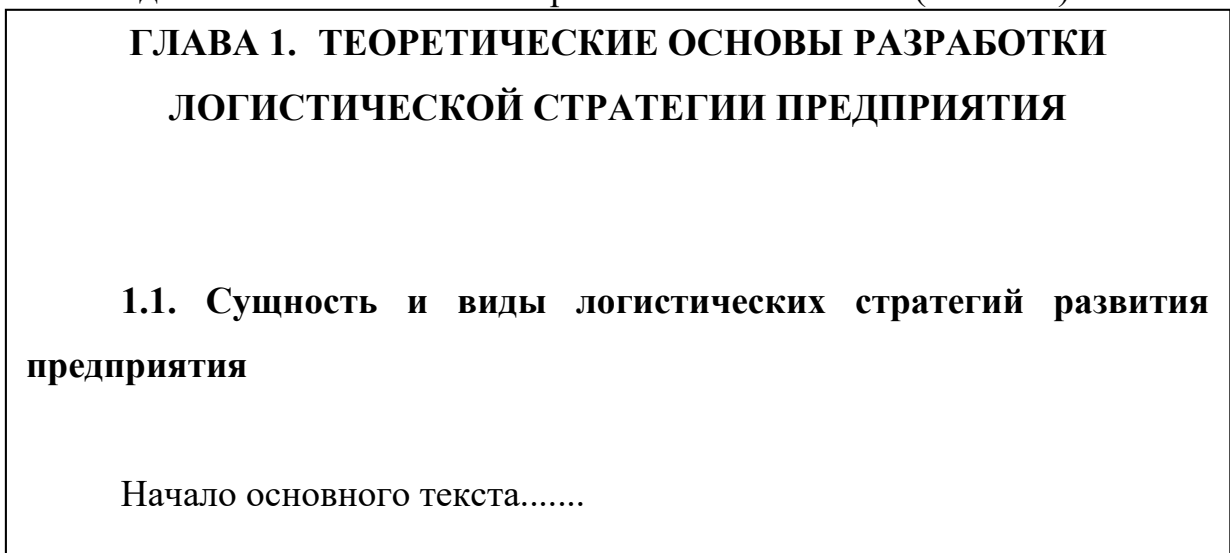 ГЛАВА 1. ТЕОРЕТИЧЕСКИЕ ОСНОВЫ РАЗРАБОТКИ
ЛОГИСТИЧЕСКОЙ СТРАТЕГИИ ПРЕДПРИЯТИЯ
1.1. Сущность и виды логистических стратегий развития
предприятия
Начало основного текста.......